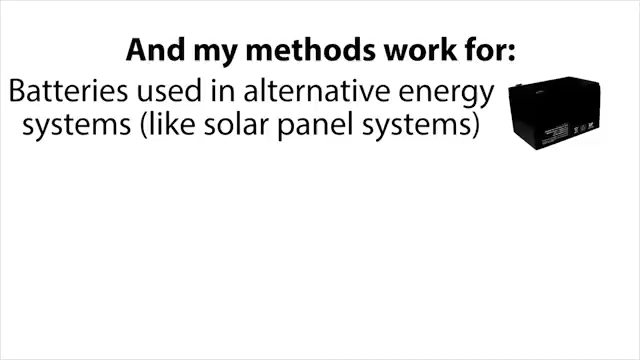 And my methods work for:
Batteries used in alternative energy
systems (like solar panel systems)